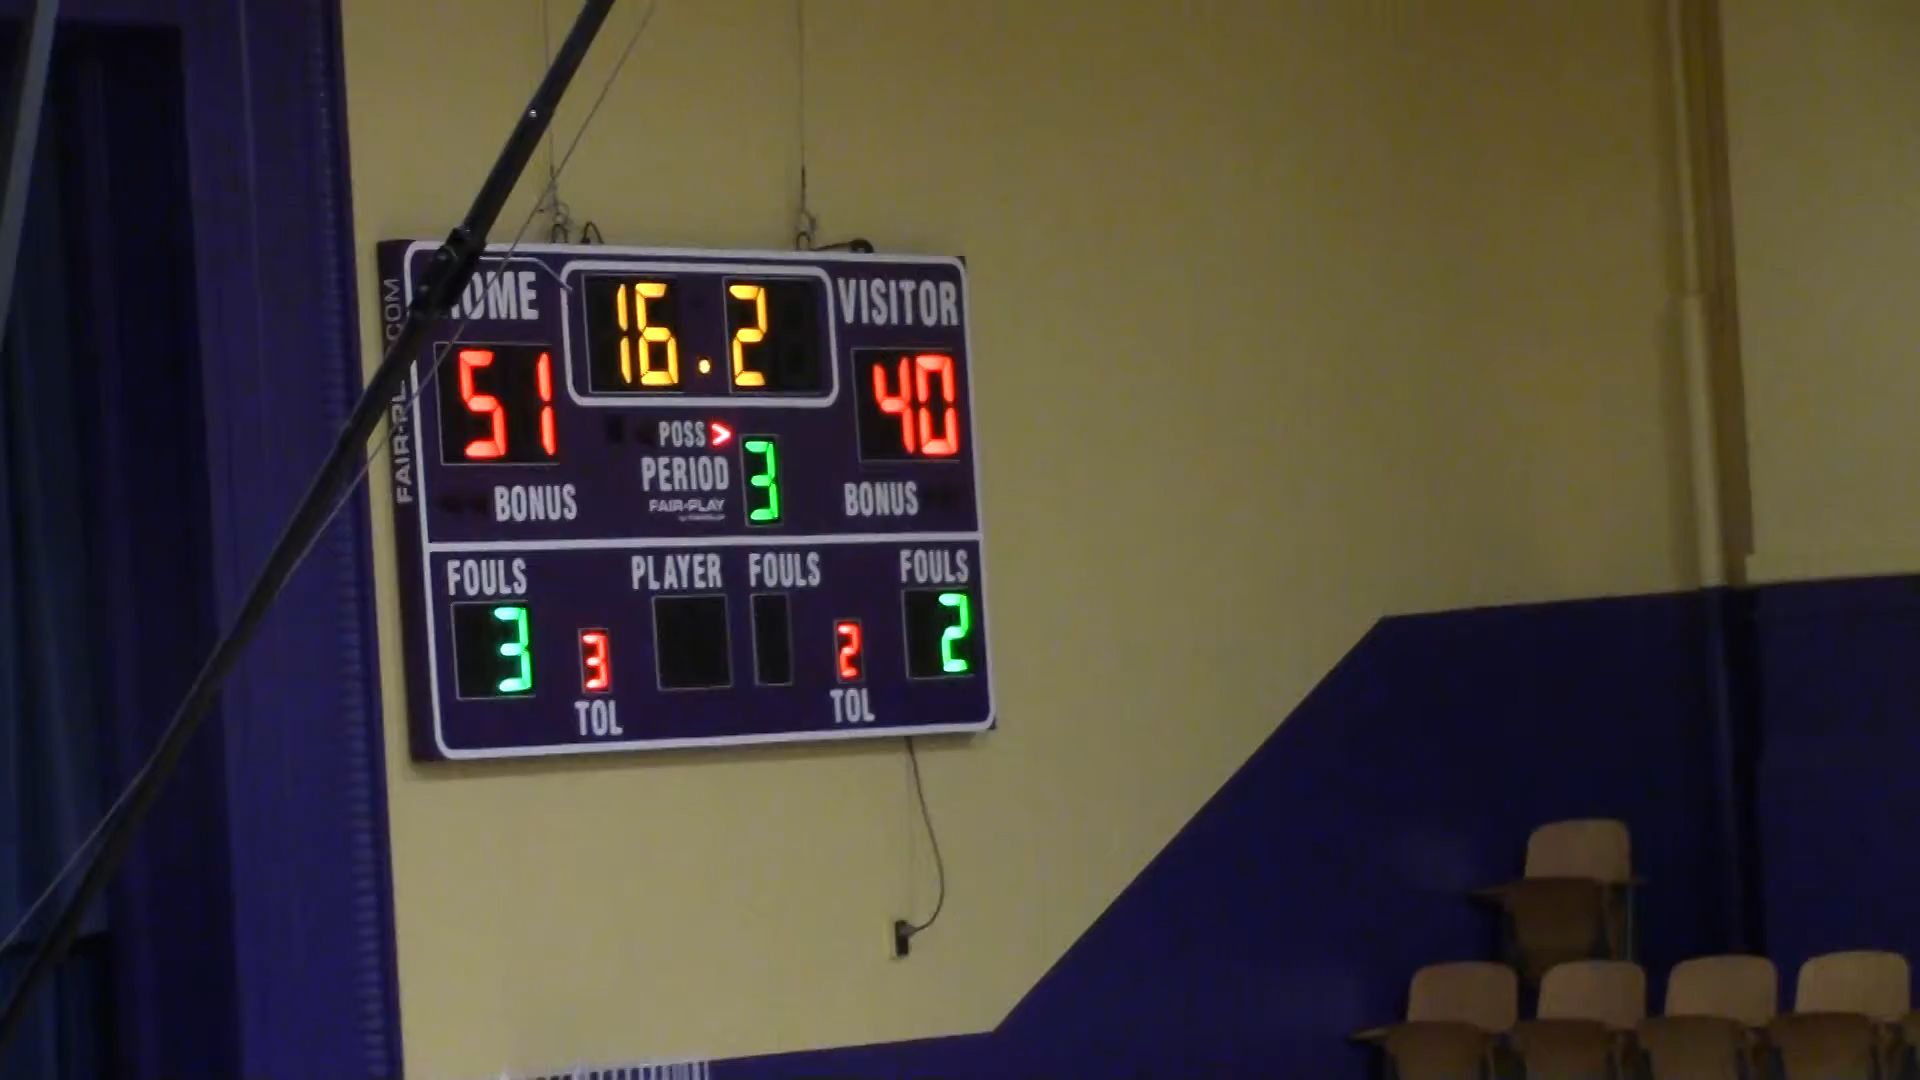 HOME 16.2 VISITOR
51 40
POSS >
PERIOD 3
FAIR-PLAY
BONUS BONUS
FOULS PLAYER FOULS FOULS
3 3 2 2
TOL TOL